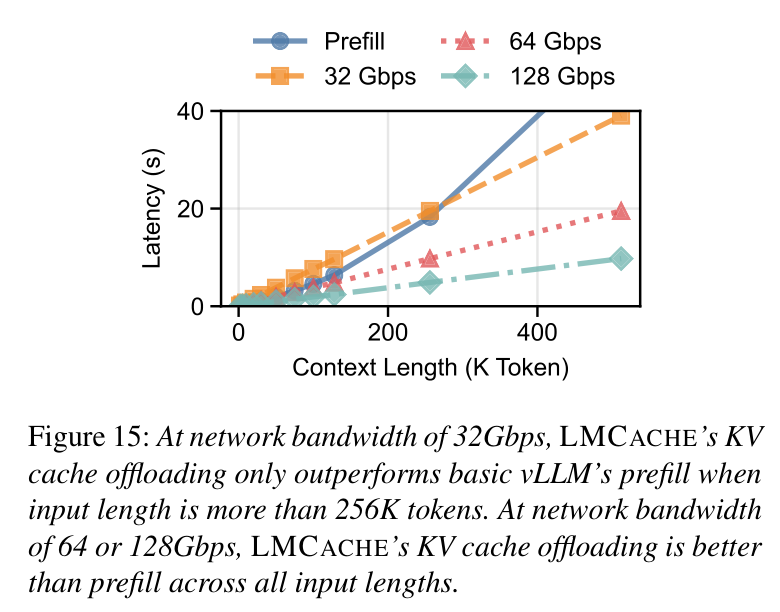 Prefill
64 Gbps
32 Gbps
128 Gbps
40
20
0
Latency (s)
0
200
400
Context Length (K Token)
Figure 15: At network bandwidth of 32Gbps, LMCACHE’s KV
cache offloading only outperforms basic vLLM’s prefill when
input length is more than 256K tokens. At network bandwidth
of 64 or 128Gbps, LMCACHE’s KV cache offloading is better
than prefill across all input lengths.